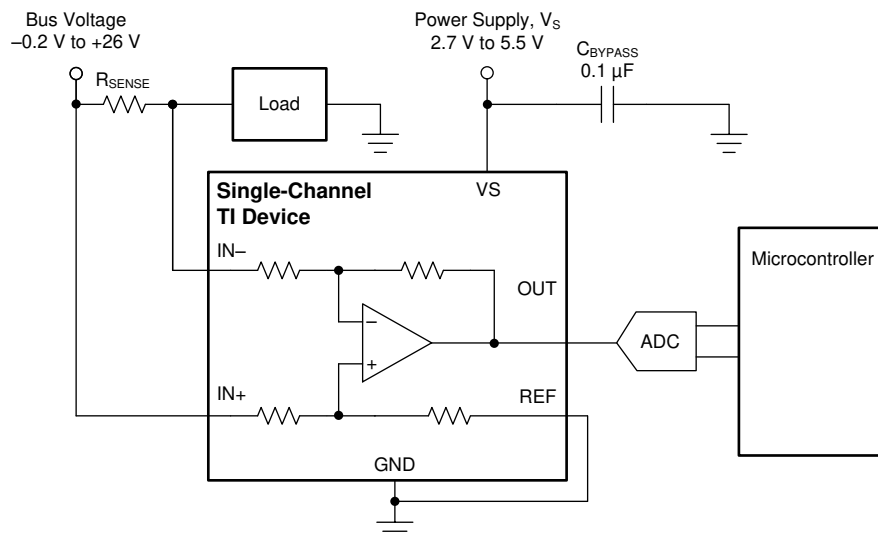 Bus Voltage
–0.2 V to +26 V
RSENSE
Load
Power Supply, VS
2.7 V to 5.5 V
CBYPASS
0.1 µF
Single-Channel
TI Device
VS
IN–
OUT
–
+
IN+
REF
GND
ADC
Microcontroller